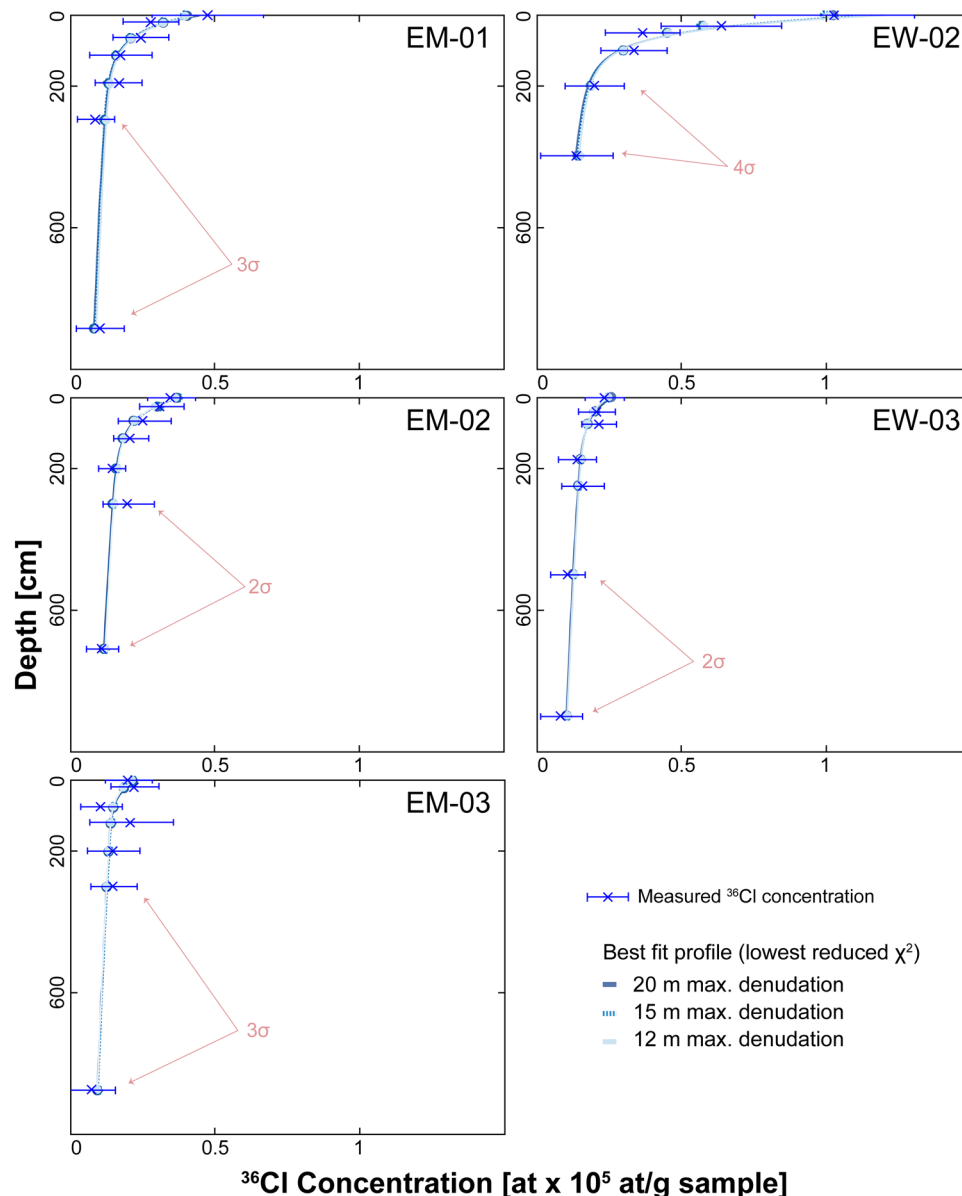 EM-01
0
200
600
3σ
0
0.5
1
EW-02
0
200
600
4σ
0
0.5
1
EM-02
0
200
600
2σ
0
0.5
1
EW-03
0
200
600
2σ
0
0.5
1
EM-03
0
200
600
3σ
0
0.5
1
Depth [cm]
Measured ³⁶Cl concentration
Best fit profile (lowest reduced χ²)
20 m max. denudation
15 m max. denudation
12 m max. denudation
³⁶Cl Concentration [at x 10⁵ at/g sample]